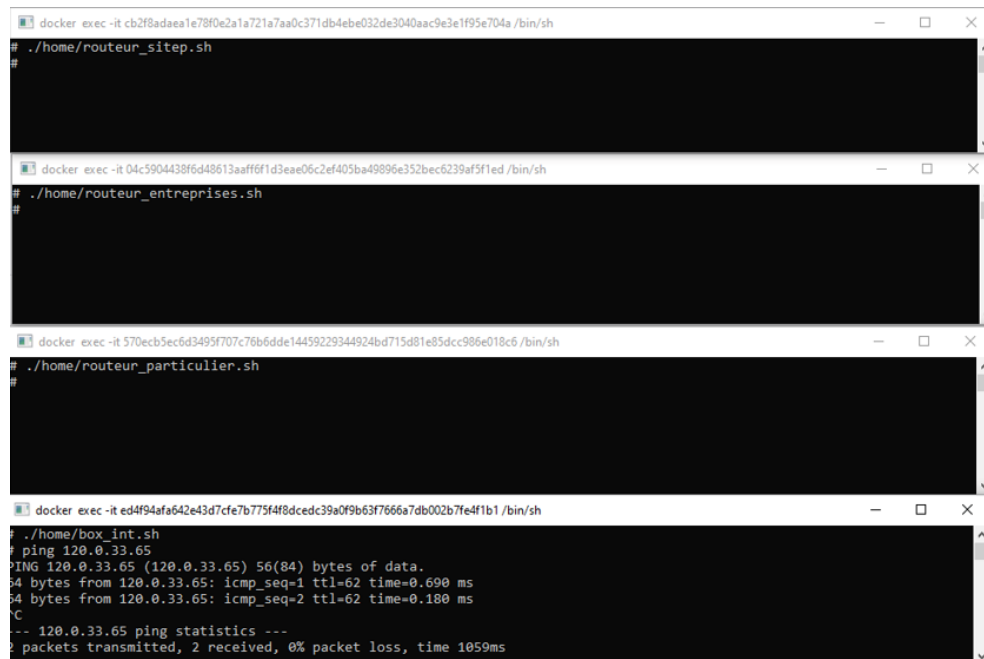 docker exec -it cb2f8adaea1e78f0e2a1a721a7aa0c371db4ebe032de3040aac9e3e1f95e704a /bin/sh
# ./home/routeur_sitep.sh
#
docker exec -it 04c5904438f6d48613aaff6f1d3eae06c2ef405ba49896e352bec6239af5f1ed /bin/sh
# ./home/routeur_entreprises.sh
#
docker exec -it 570ecb5ec6d3495f707c76b6dde14459229344924bd715d81e85dcc986e018c6 /bin/sh
# ./home/routeur_particulier.sh
#
docker exec -it ed4f94afa642e43d7cfe7b775f4f8dcedc39a0f9b63f7666a7db002b7fe4f1b1 /bin/sh
# ./home/box_int.sh
# ping 120.0.33.65
PING 120.0.33.65 (120.0.33.65) 56(84) bytes of data.
64 bytes from 120.0.33.65: icmp_seq=1 ttl=62 time=0.690 ms
64 bytes from 120.0.33.65: icmp_seq=2 ttl=62 time=0.180 ms
^C
--- 120.0.33.65 ping statistics ---
2 packets transmitted, 2 received, 0% packet loss, time 1059ms